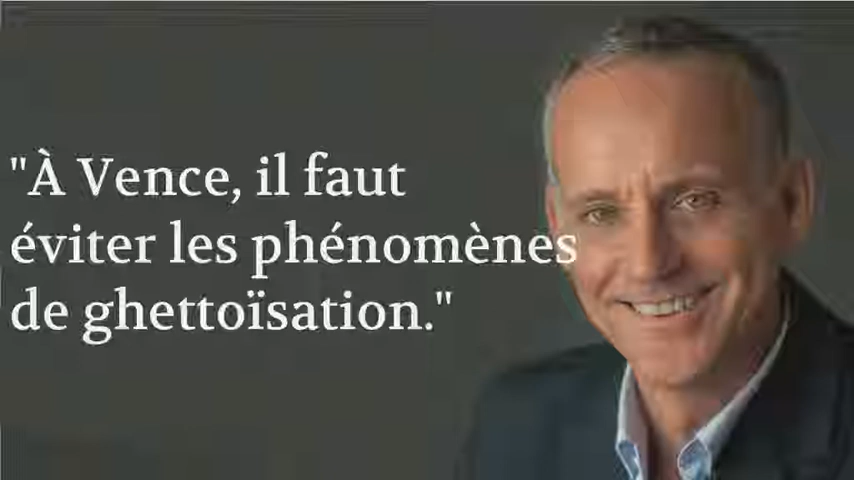 "À Vence, il faut
éviter les phénomènes
de ghettoïsation."